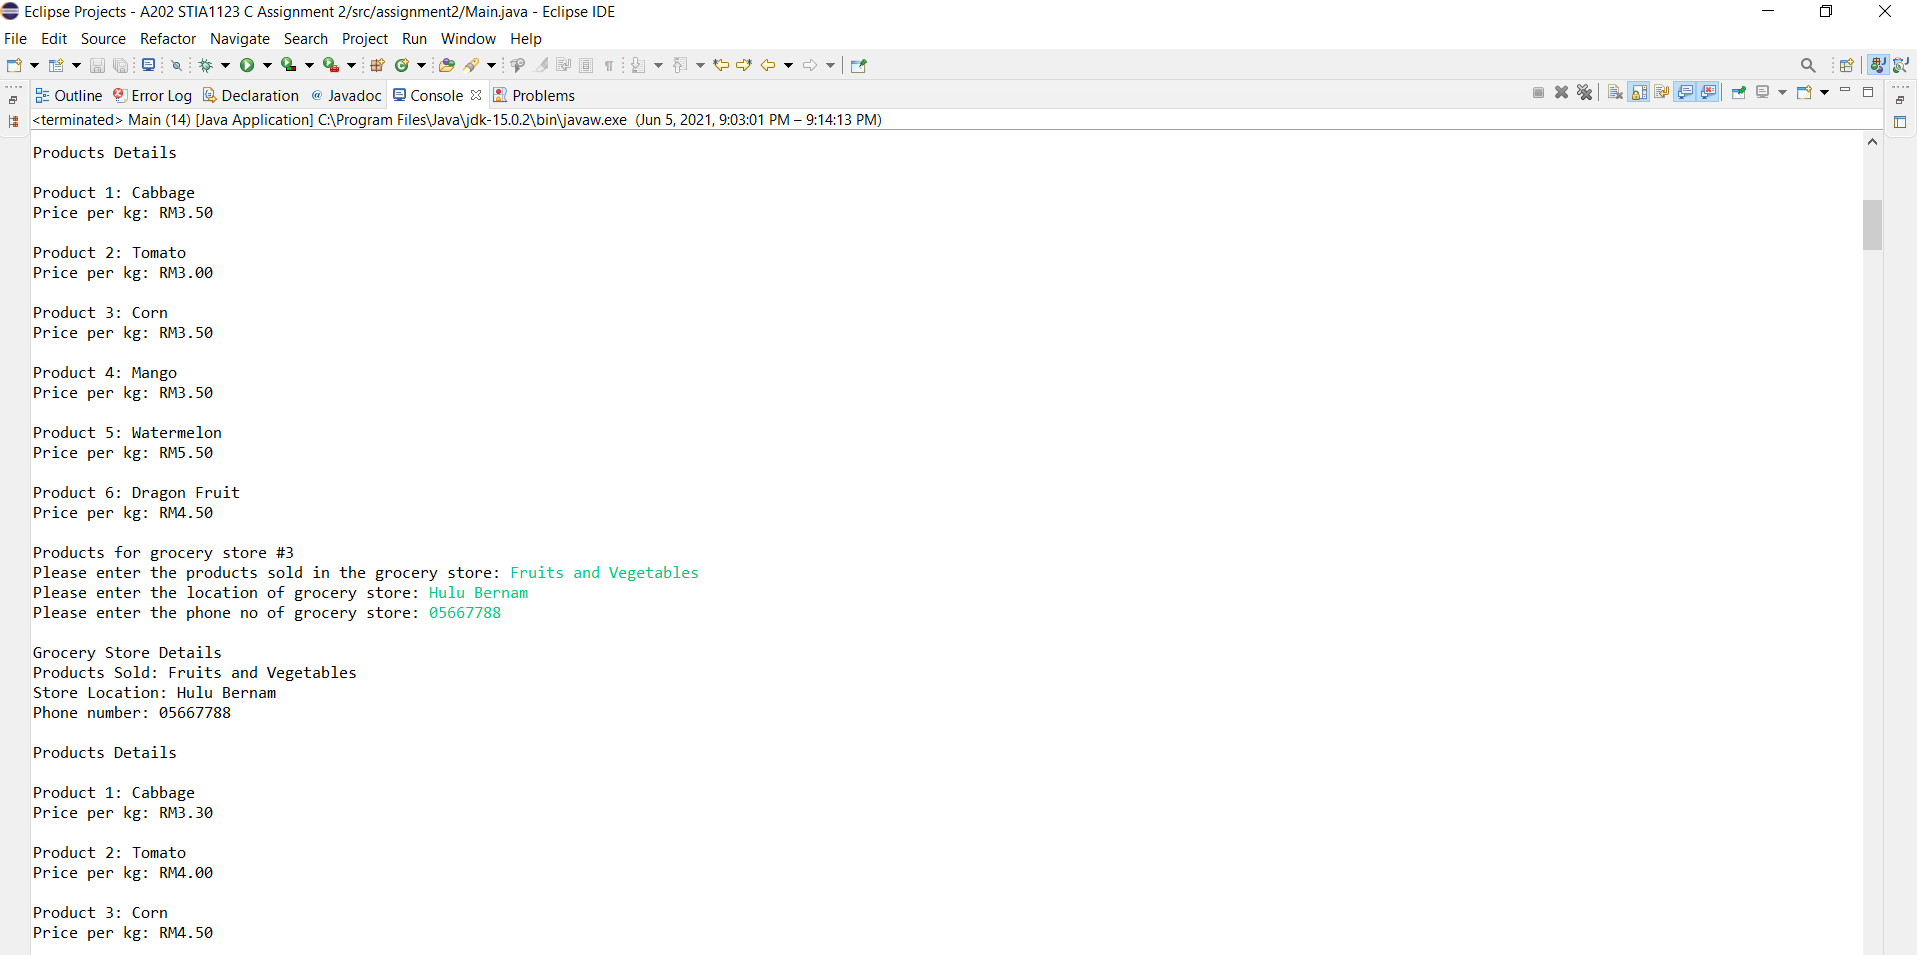 Eclipse Projects - A202 STIA1123 C Assignment 2/src/assignment2/Main.java - Eclipse IDE
File Edit Source Refactor Navigate Search Project Run Window Help
Outline Error Log Declaration @ Javadoc Console Problems
<terminated> Main (14) [Java Application] C:\Program Files\Java\jdk-15.0.2\bin\javaw.exe (Jun 5, 2021, 9:03:01 PM – 9:14:13 PM)
Products Details
Product 1: Cabbage
Price per kg: RM3.50
Product 2: Tomato
Price per kg: RM3.00
Product 3: Corn
Price per kg: RM3.50
Product 4: Mango
Price per kg: RM3.50
Product 5: Watermelon
Price per kg: RM5.50
Product 6: Dragon Fruit
Price per kg: RM4.50
Products for grocery store #3
Please enter the products sold in the grocery store: Fruits and Vegetables
Please enter the location of grocery store: Hulu Bernam
Please enter the phone no of grocery store: 05667788
Grocery Store Details
Products Sold: Fruits and Vegetables
Store Location: Hulu Bernam
Phone number: 05667788
Products Details
Product 1: Cabbage
Price per kg: RM3.30
Product 2: Tomato
Price per kg: RM4.00
Product 3: Corn
Price per kg: RM4.50